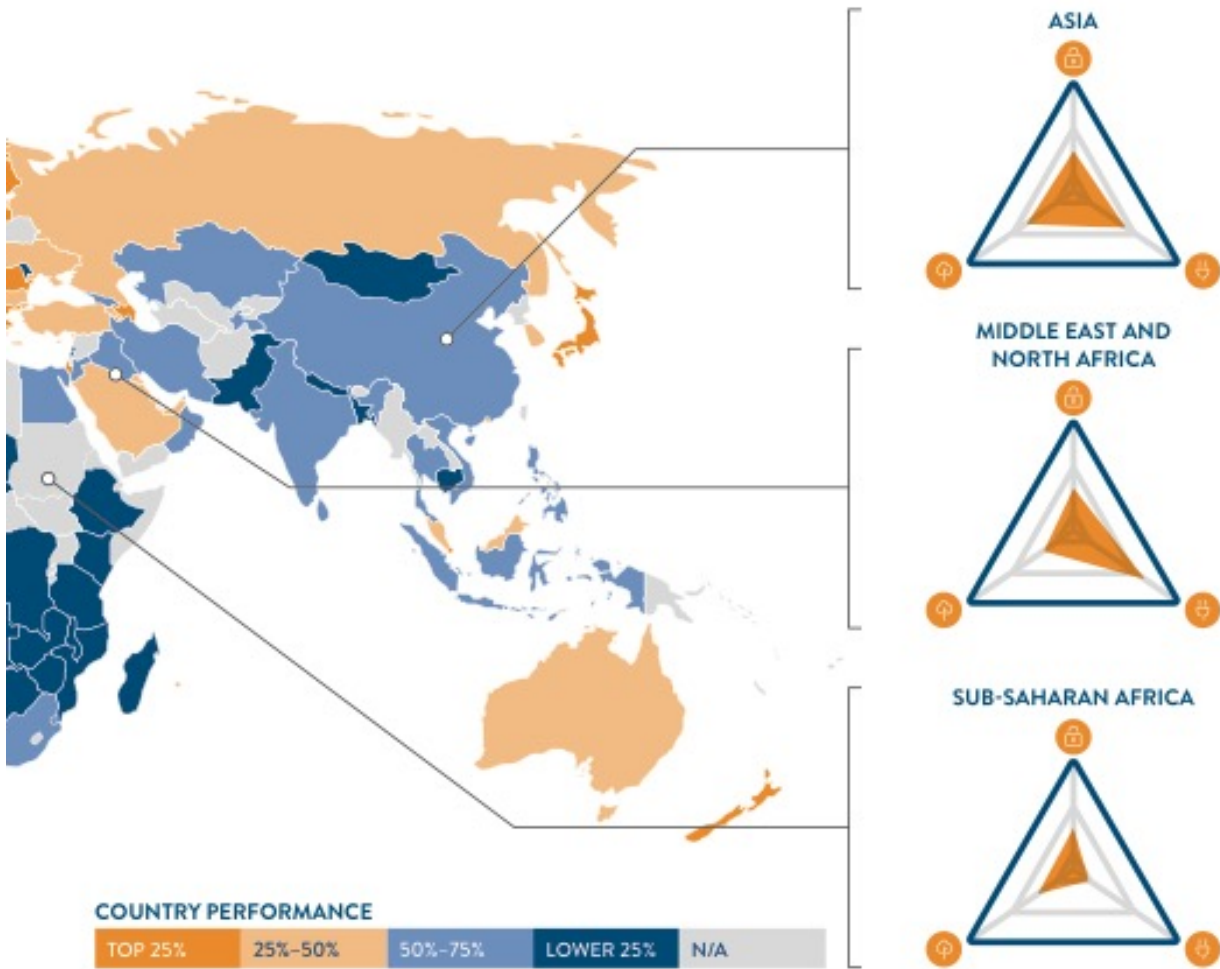 ASIA
MIDDLE EAST AND
NORTH AFRICA
SUB-SAHARAN AFRICA
COUNTRY PERFORMANCE
TOP 25%
25%–50%
50%–75%
LOWER 25%
N/A